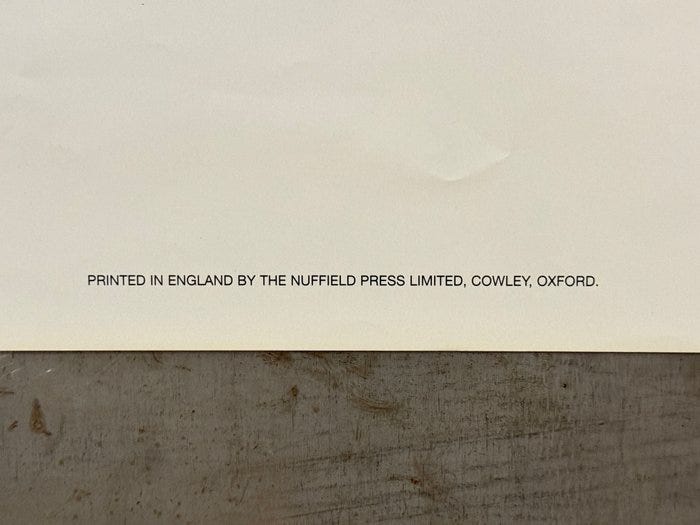 PRINTED IN ENGLAND BY THE NUFFIELD PRESS LIMITED, COWLEY, OXFORD.